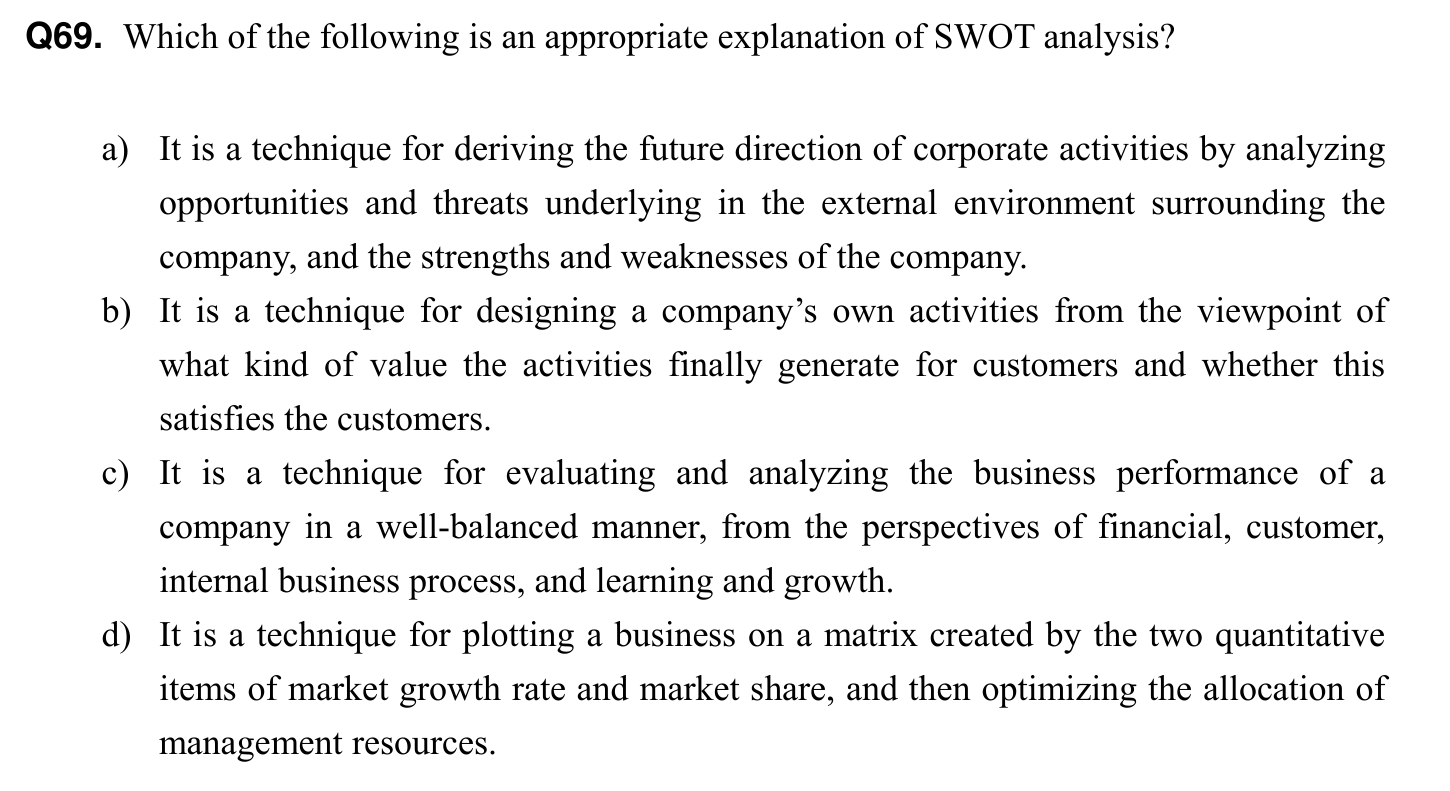 Q69. Which of the following is an appropriate explanation of SWOT analysis?
a) It is a technique for deriving the future direction of corporate activities by analyzing
opportunities and threats underlying in the external environment surrounding the
company, and the strengths and weaknesses of the company.
b) It is a technique for designing a company’s own activities from the viewpoint of
what kind of value the activities finally generate for customers and whether this
satisfies the customers.
c) It is a technique for evaluating and analyzing the business performance of a
company in a well-balanced manner, from the perspectives of financial, customer,
internal business process, and learning and growth.
d) It is a technique for plotting a business on a matrix created by the two quantitative
items of market growth rate and market share, and then optimizing the allocation of
management resources.